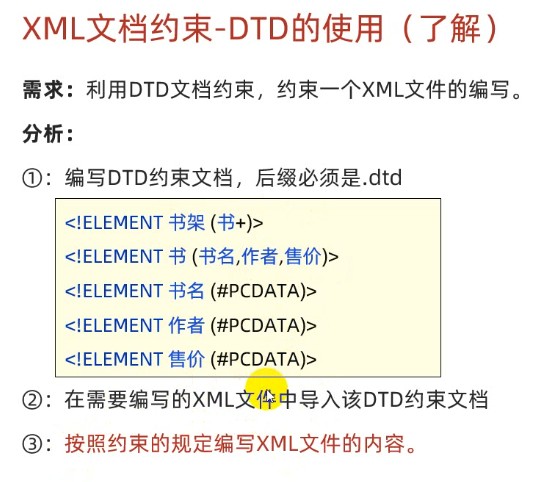 XML文档约束-DTD的使用（了解）
需求：利用DTD文档约束，约束一个XML文件的编写。
分析：
①：编写DTD约束文档，后缀必须是.dtd
<!ELEMENT 书架 (书+)>
<!ELEMENT 书 (书名,作者,售价)>
<!ELEMENT 书名 (#PCDATA)>
<!ELEMENT 作者 (#PCDATA)>
<!ELEMENT 售价 (#PCDATA)>
②：在需要编写的XML文件中导入该DTD约束文档
③：按照约束的规定编写XML文件的内容。